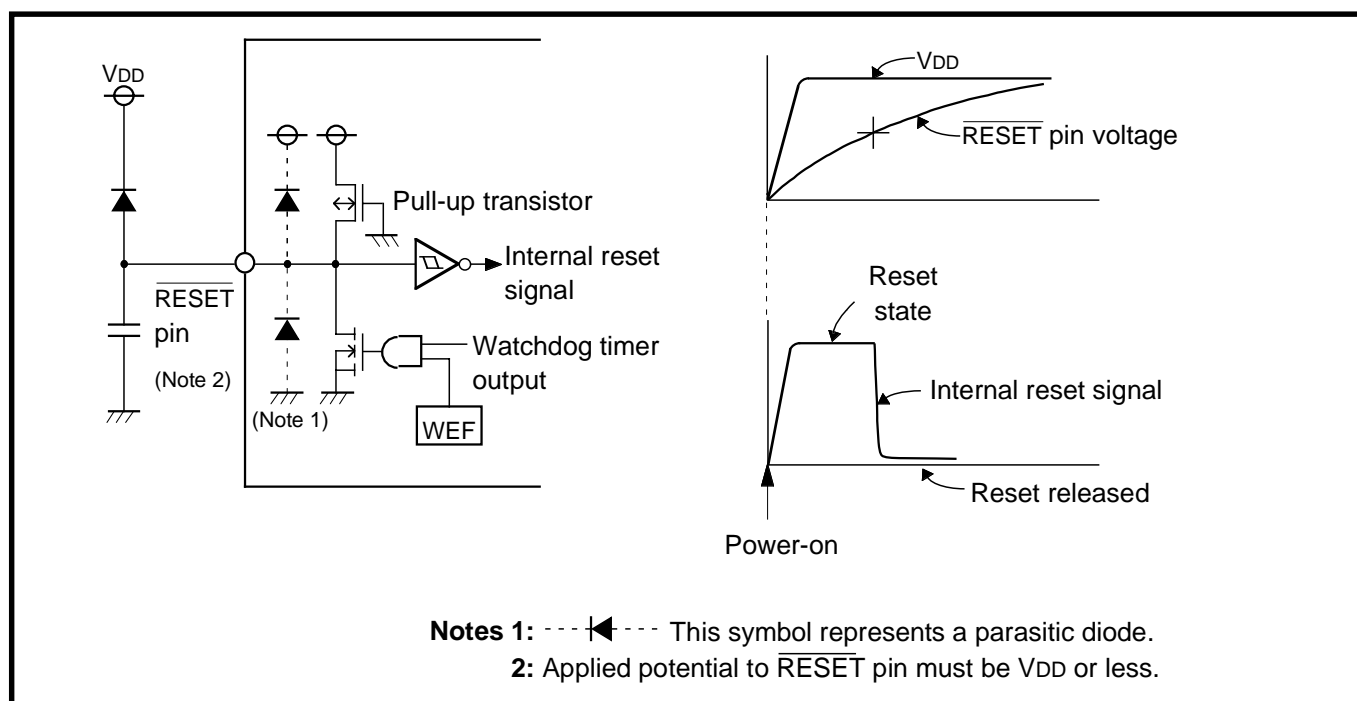 VDD
Pull-up transistor
Internal reset
signal
RESET
pin
(Note 2)
(Note 1)
Watchdog timer
output
WEF
VDD
RESET pin voltage
Reset
state
Internal reset signal
Reset released
Power-on
Notes 1: This symbol represents a parasitic diode.
2: Applied potential to RESET pin must be VDD or less.